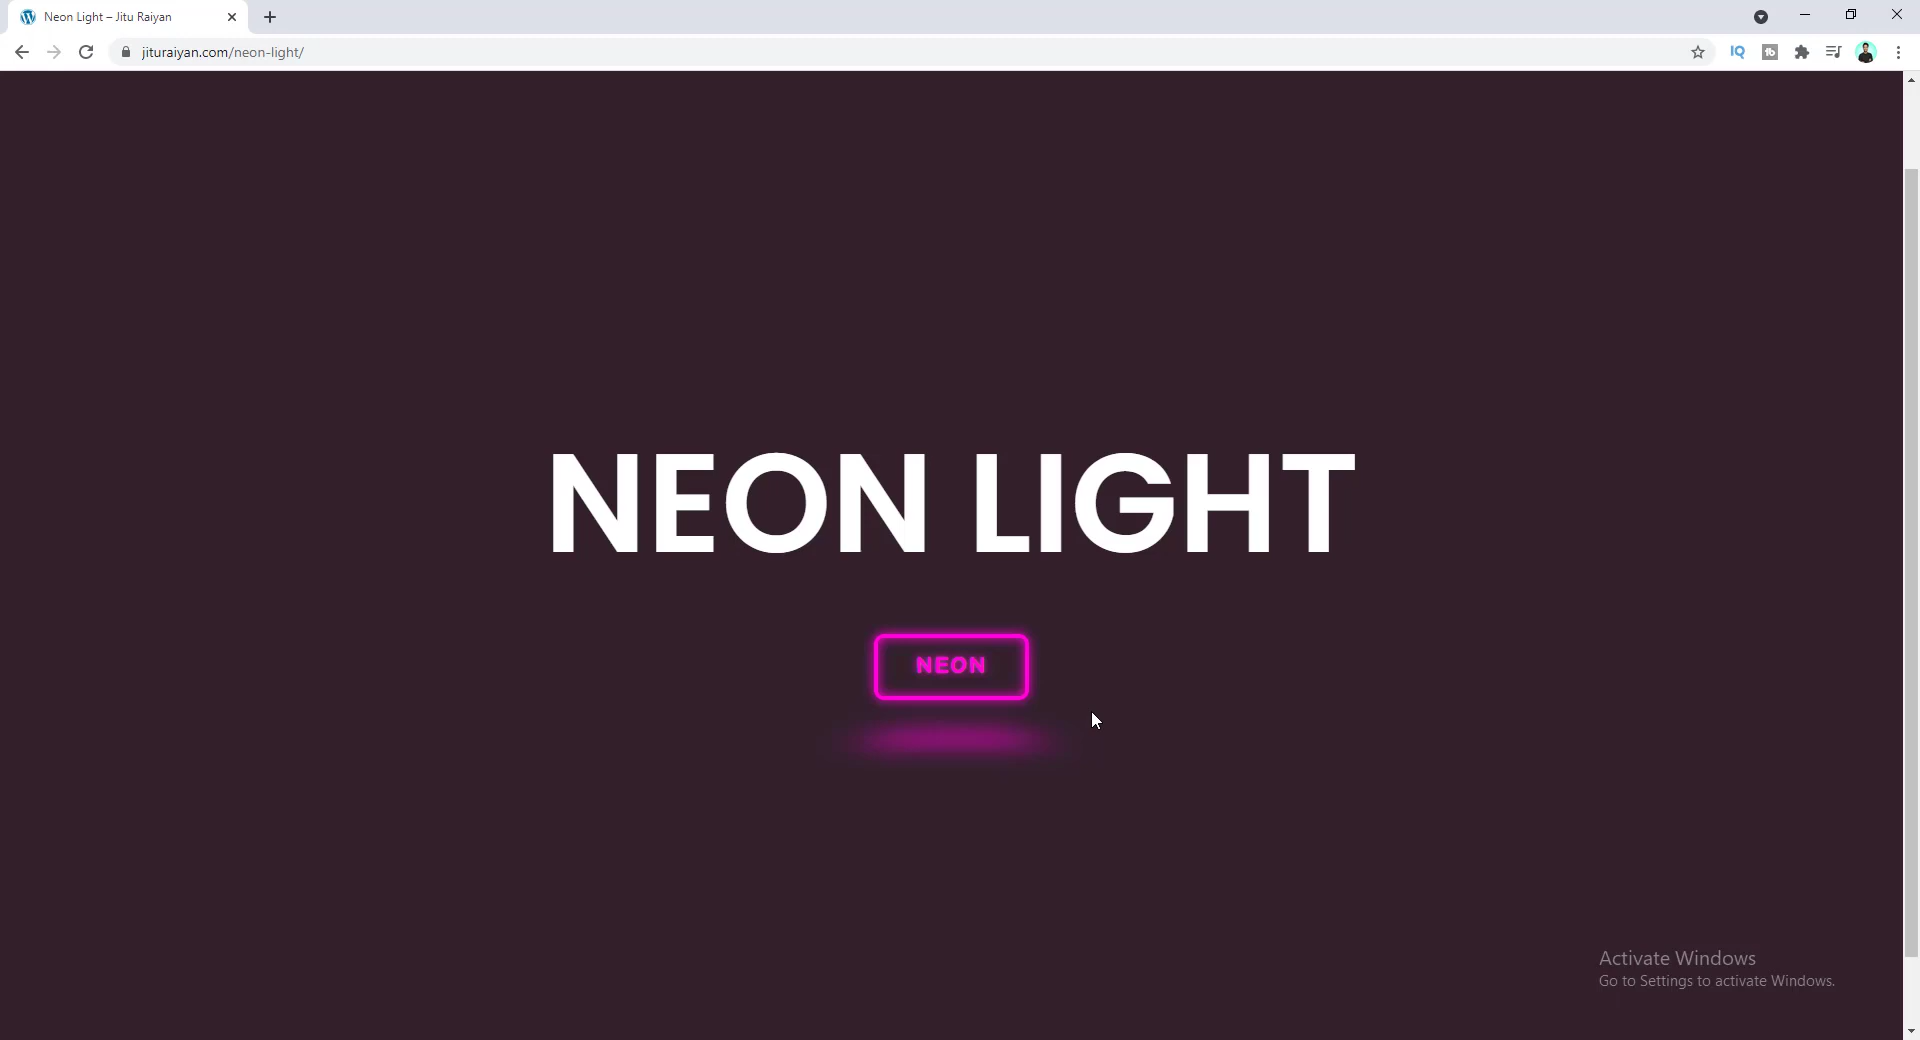 Neon Light – Jitu Raiyan
jituraiyan.com/neon-light/
IQ
tb
NEON LIGHT
NEON
Activate Windows
Go to Settings to activate Windows.